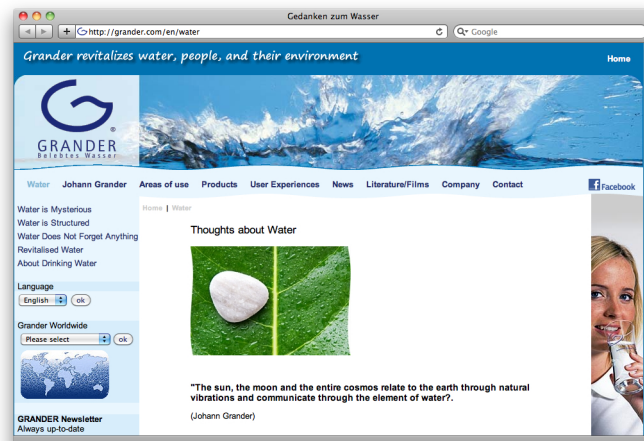 Gedanken zum Wasser
http://grander.com/en/water
Google
Grander revitalizes water, people, and their environment
Home
GRANDER
®
Belebtes Wasser
Water Johann Grander Areas of use Products User Experiences News Literature/Films Company Contact
Facebook
Water is Mysterious
Water is Structured
Water Does Not Forget Anything
Revitalised Water
About Drinking Water
Home | Water
Thoughts about Water
Language
English ok
Grander Worldwide
Please select ok
"The sun, the moon and the entire cosmos relate to the earth through natural
vibrations and communicate through the element of water?.
(Johann Grander)
GRANDER Newsletter
Always up-to-date